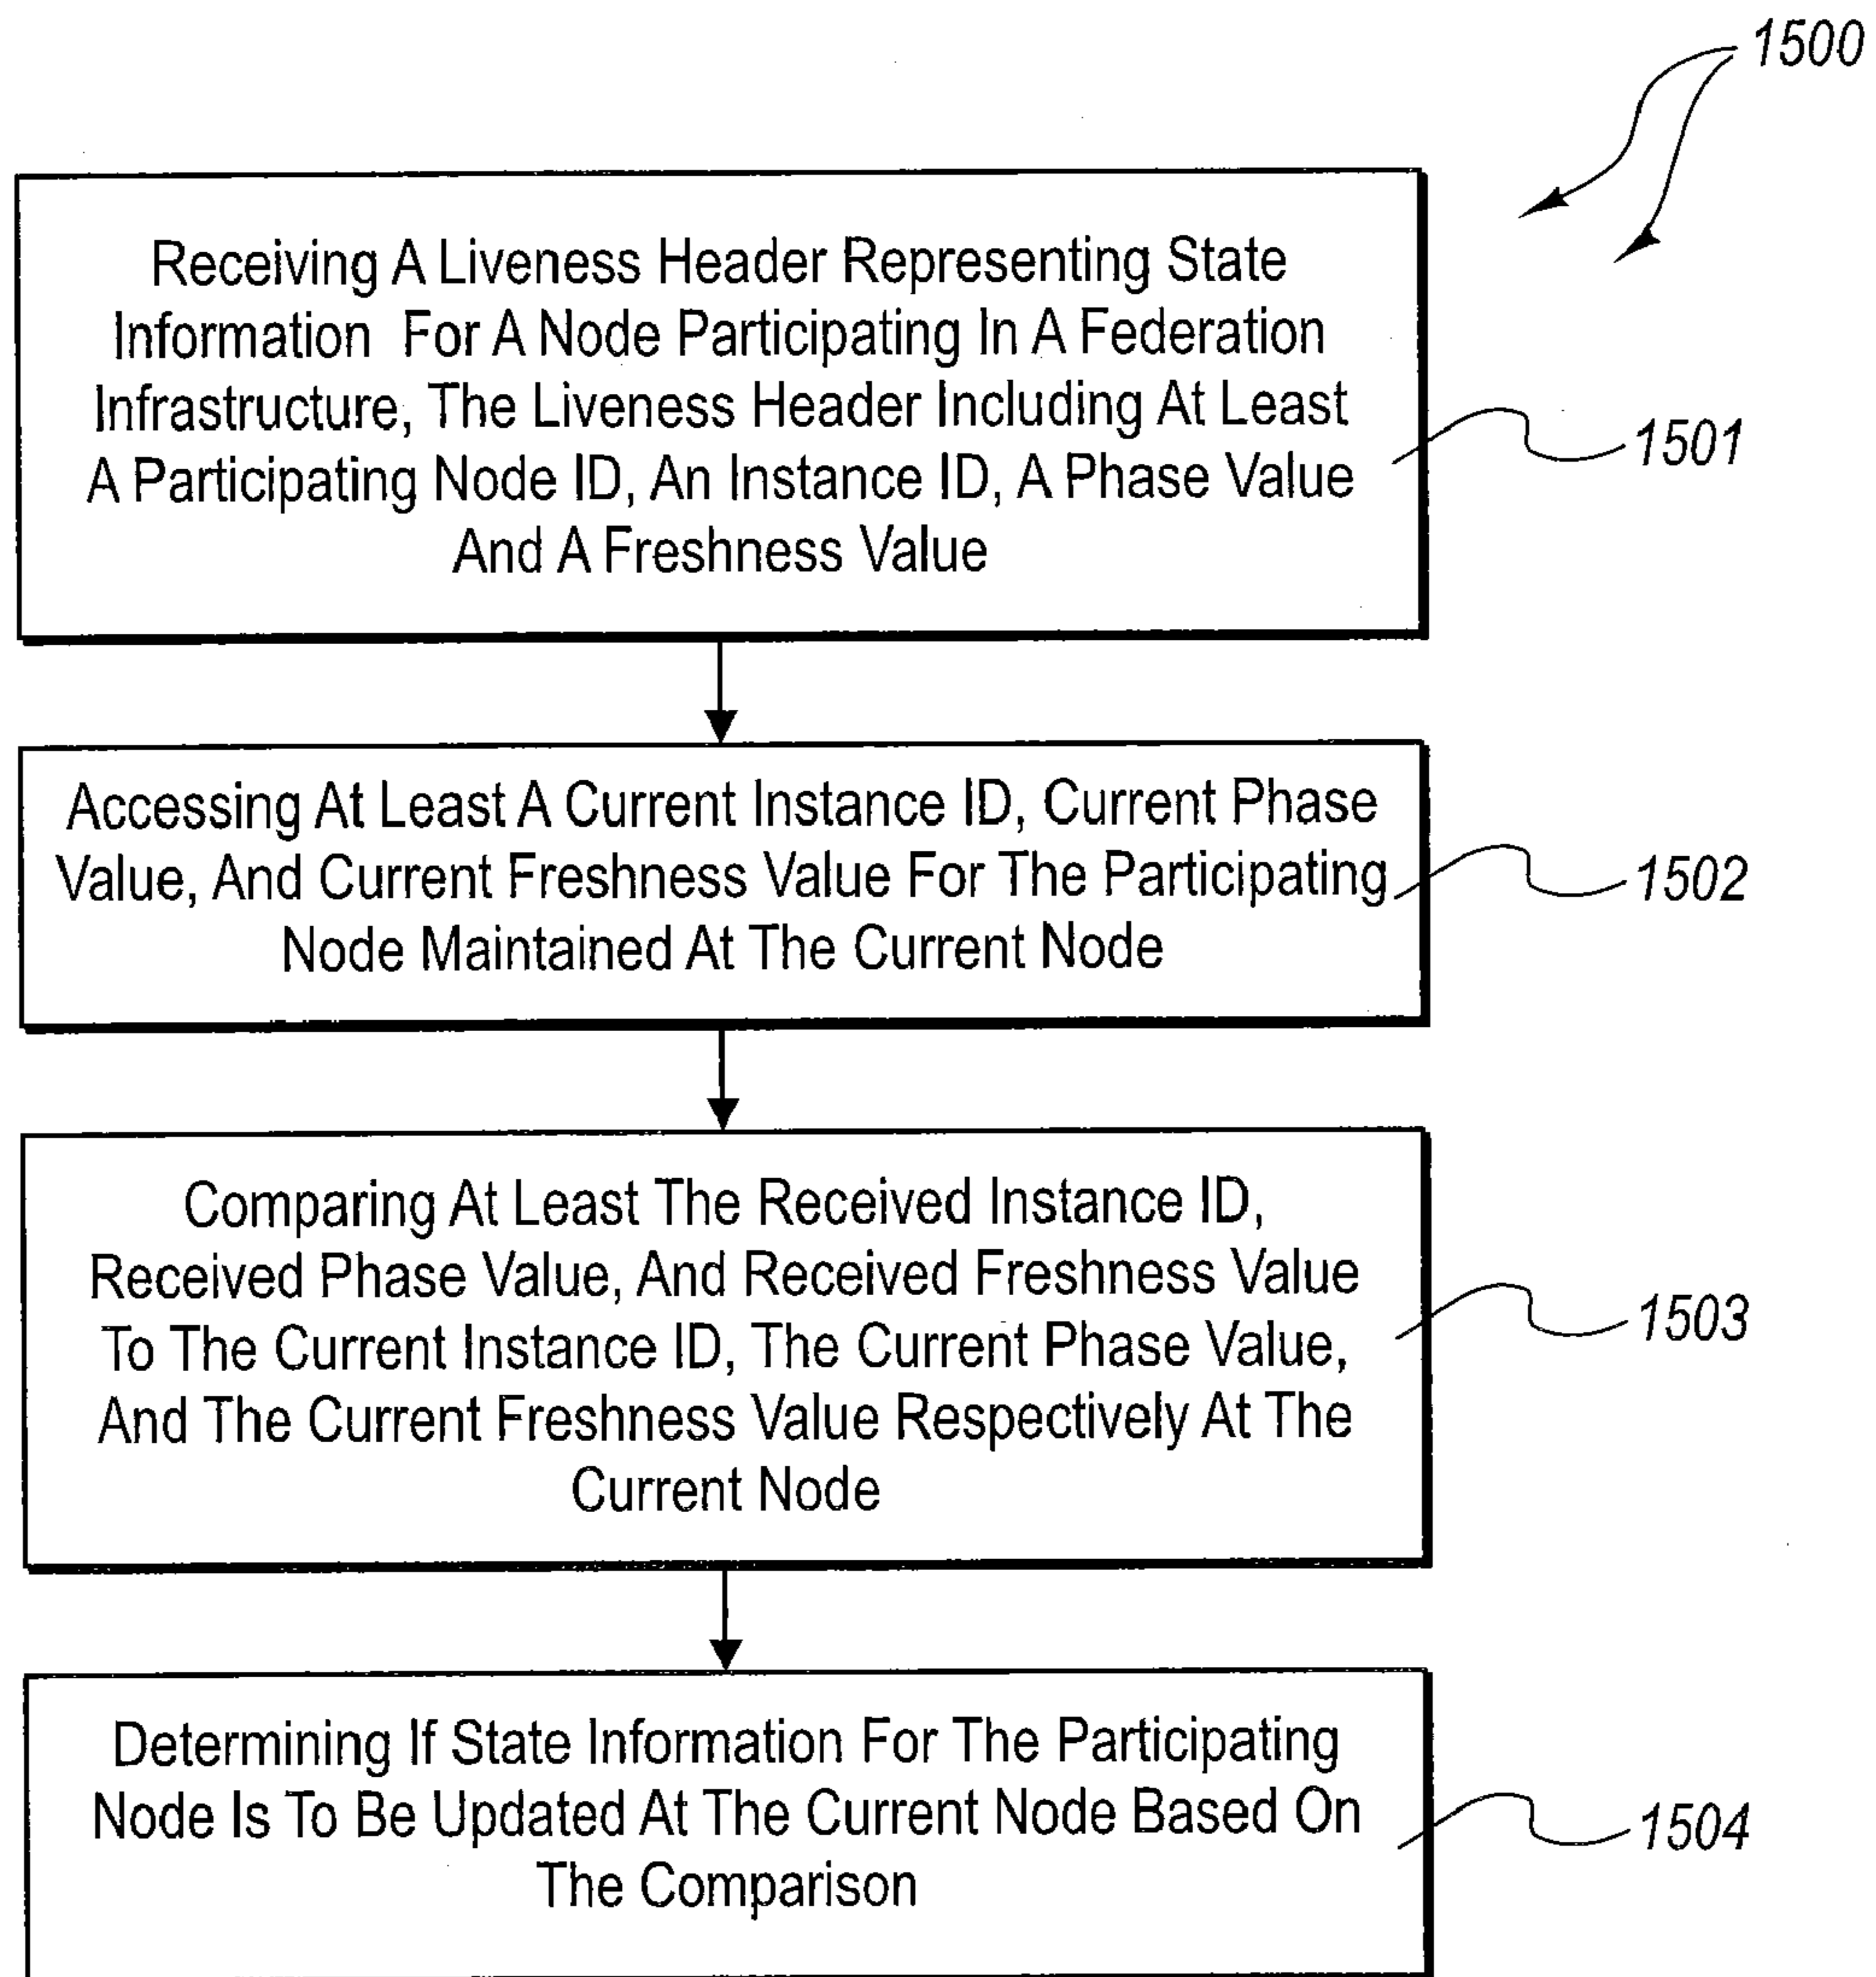 1500
Receiving A Liveness Header Representing State
Information For A Node Participating In A Federation
Infrastructure, The Liveness Header Including At Least
A Participating Node ID, An Instance ID, A Phase Value
And A Freshness Value
1501
Accessing At Least A Current Instance ID, Current Phase
Value, And Current Freshness Value For The Participating
Node Maintained At The Current Node
1502
Comparing At Least The Received Instance ID,
Received Phase Value, And Received Freshness Value
To The Current Instance ID, The Current Phase Value,
And The Current Freshness Value Respectively At The
Current Node
1503
Determining If State Information For The Participating
Node Is To Be Updated At The Current Node Based On
The Comparison
1504